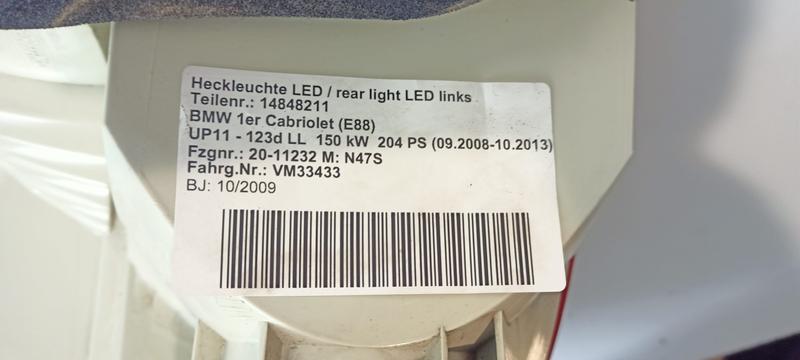 Heckleuchte LED / rear light LED links
Teilenr.: 14848211
BMW 1er Cabriolet (E88)
UP11 - 123d LL 150 kW 204 PS (09.2008-10.2013)
Fzgnr.: 20-11232 M: N47S
Fahrg.Nr.: VM33433
BJ: 10/2009